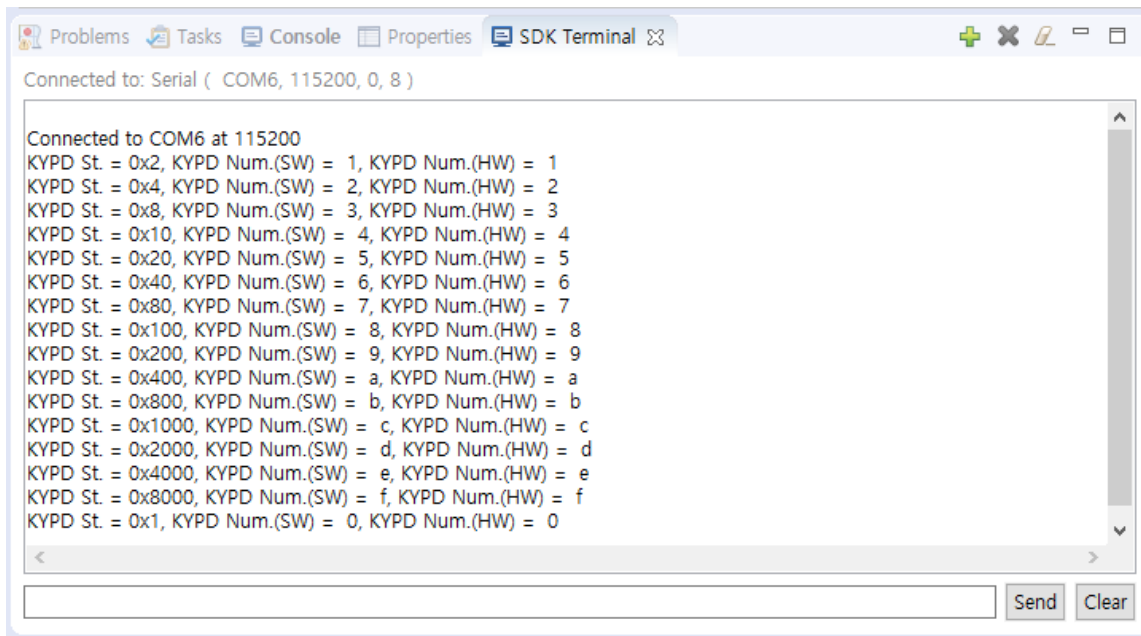 Problems Tasks Console Properties SDK Terminal
Connected to: Serial ( COM6, 115200, 0, 8 )
Connected to COM6 at 115200
KYPD St. = 0x2, KYPD Num.(SW) = 1, KYPD Num.(HW) = 1
KYPD St. = 0x4, KYPD Num.(SW) = 2, KYPD Num.(HW) = 2
KYPD St. = 0x8, KYPD Num.(SW) = 3, KYPD Num.(HW) = 3
KYPD St. = 0x10, KYPD Num.(SW) = 4, KYPD Num.(HW) = 4
KYPD St. = 0x20, KYPD Num.(SW) = 5, KYPD Num.(HW) = 5
KYPD St. = 0x40, KYPD Num.(SW) = 6, KYPD Num.(HW) = 6
KYPD St. = 0x80, KYPD Num.(SW) = 7, KYPD Num.(HW) = 7
KYPD St. = 0x100, KYPD Num.(SW) = 8, KYPD Num.(HW) = 8
KYPD St. = 0x200, KYPD Num.(SW) = 9, KYPD Num.(HW) = 9
KYPD St. = 0x400, KYPD Num.(SW) = a, KYPD Num.(HW) = a
KYPD St. = 0x800, KYPD Num.(SW) = b, KYPD Num.(HW) = b
KYPD St. = 0x1000, KYPD Num.(SW) = c, KYPD Num.(HW) = c
KYPD St. = 0x2000, KYPD Num.(SW) = d, KYPD Num.(HW) = d
KYPD St. = 0x4000, KYPD Num.(SW) = e, KYPD Num.(HW) = e
KYPD St. = 0x8000, KYPD Num.(SW) = f, KYPD Num.(HW) = f
KYPD St. = 0x1, KYPD Num.(SW) = 0, KYPD Num.(HW) = 0
Send Clear